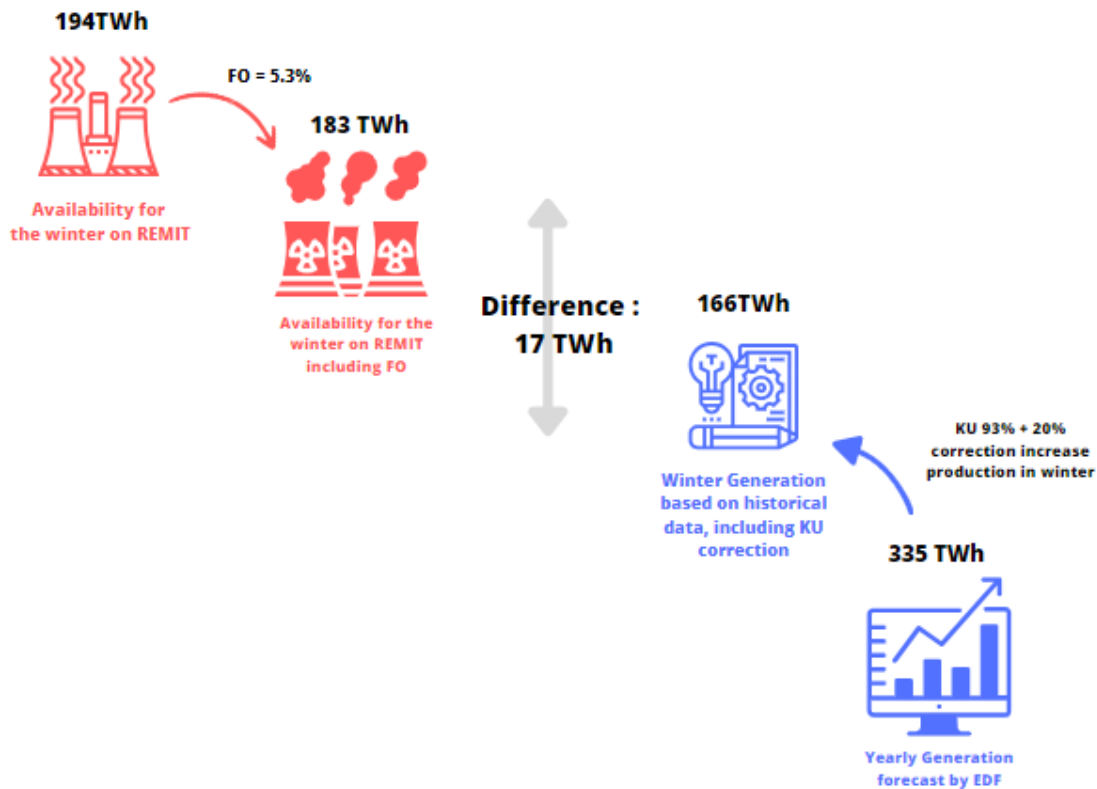 194TWh
FO = 5.3%
183 TWh
Availability for
the winter on REMIT
Availability for the
winter on REMIT
including FO
Difference :
17 TWh
166TWh
KU 93% + 20%
correction increase
production in winter
Winter Generation
based on historical
data, including KU
correction
335 TWh
Yearly Generation
forecast by EDF